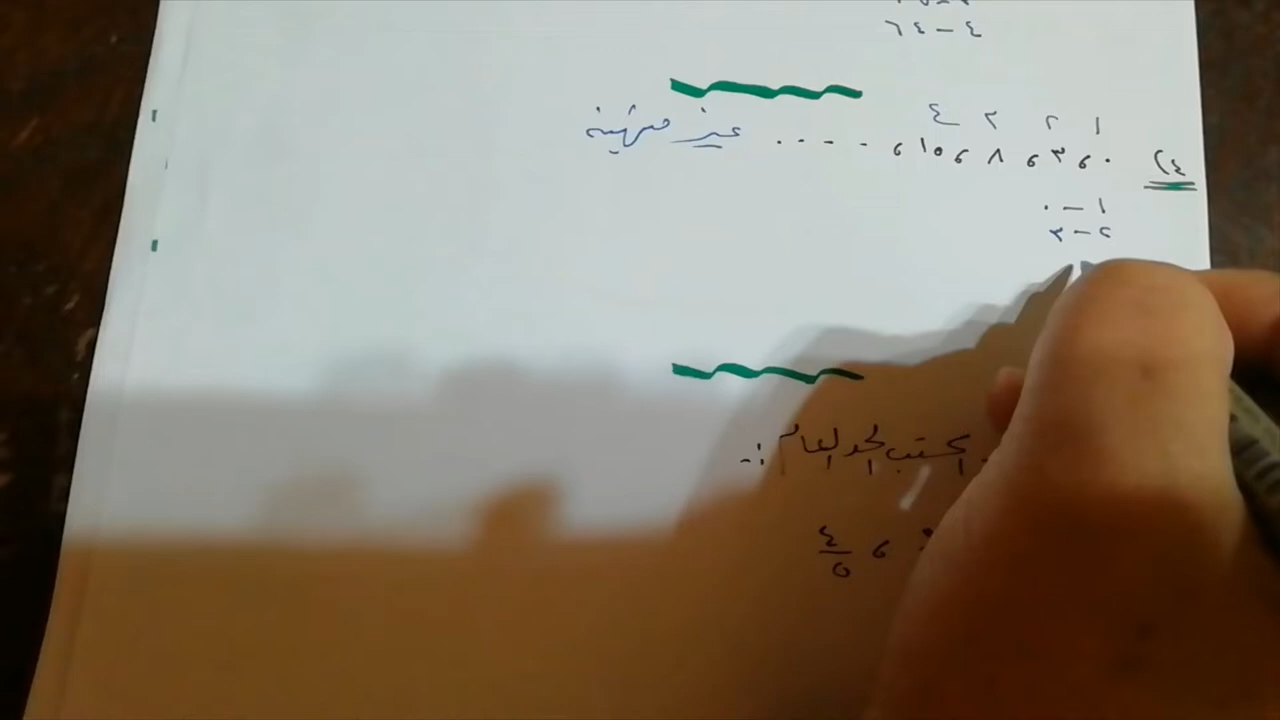 ٤ – ٦٤
١ ٢ ٣ ٤
٤) ٠ ، ٣ ، ٨ ، ١٥ ، ..... غير منتهية
١ – ٠
٢ – ٣
اكتب الحد العام :-
، ٤/٥